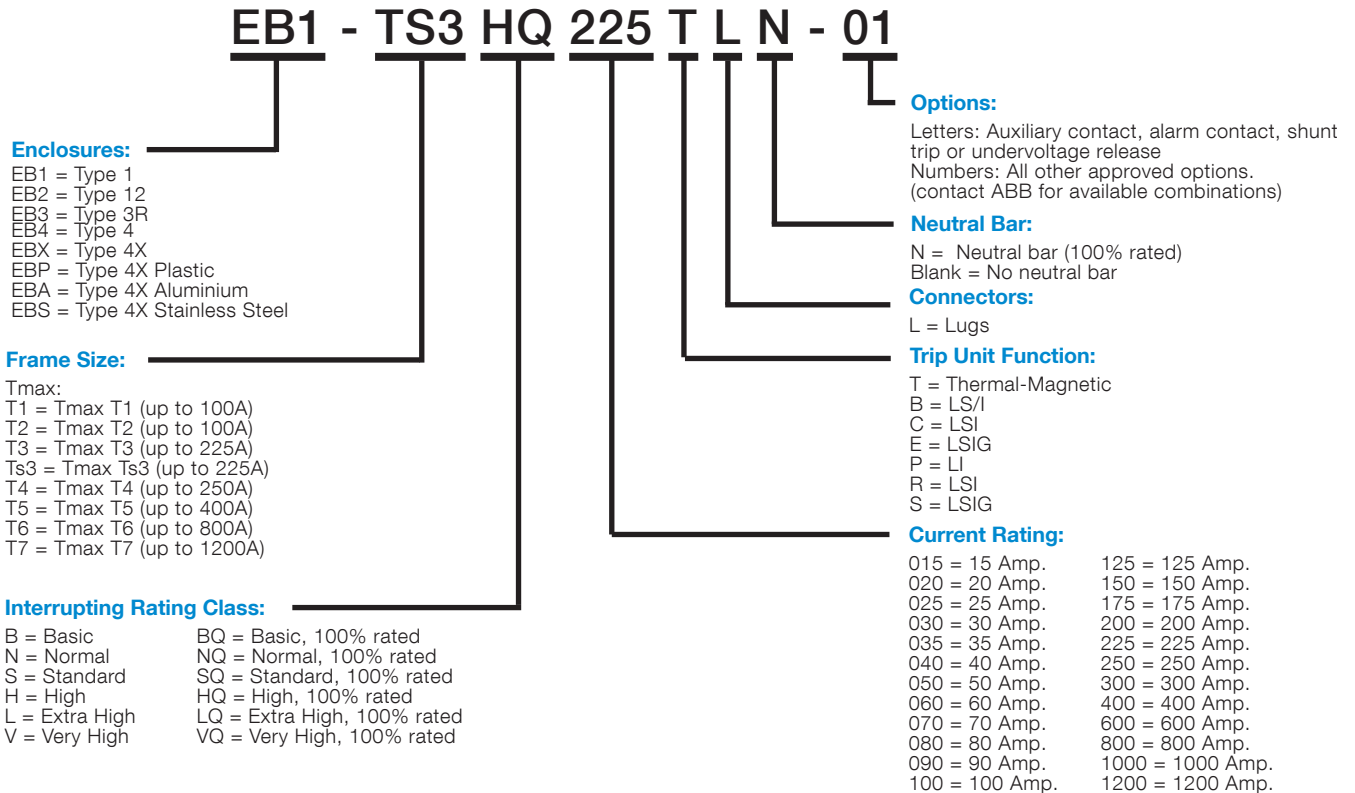 EB1 - TS3 HQ 225 T L N - 01
Enclosures:
EB1 = Type 1
EB2 = Type 12
EB3 = Type 3R
EB4 = Type 4
EBX = Type 4X
EBP = Type 4X Plastic
EBA = Type 4X Aluminium
EBS = Type 4X Stainless Steel
Frame Size:
Tmax:
T1 = Tmax T1 (up to 100A)
T2 = Tmax T2 (up to 100A)
T3 = Tmax T3 (up to 225A)
Ts3 = Tmax Ts3 (up to 225A)
T4 = Tmax T4 (up to 250A)
T5 = Tmax T5 (up to 400A)
T6 = Tmax T6 (up to 800A)
T7 = Tmax T7 (up to 1200A)
Interrupting Rating Class:
B = Basic BQ = Basic, 100% rated
N = Normal NQ = Normal, 100% rated
S = Standard SQ = Standard, 100% rated
H = High HQ = High, 100% rated
L = Extra High LQ = Extra High, 100% rated
V = Very High VQ = Very High, 100% rated
Options:
Letters: Auxiliary contact, alarm contact, shunt
trip or undervoltage release
Numbers: All other approved options.
(contact ABB for available combinations)
Neutral Bar:
N = Neutral bar (100% rated)
Blank = No neutral bar
Connectors:
L = Lugs
Trip Unit Function:
T = Thermal-Magnetic
B = LS/I
C = LSI
E = LSIG
P = LI
R = LSI
S = LSIG
Current Rating:
015 = 15 Amp. 125 = 125 Amp.
020 = 20 Amp. 150 = 150 Amp.
025 = 25 Amp. 175 = 175 Amp.
030 = 30 Amp. 200 = 200 Amp.
035 = 35 Amp. 225 = 225 Amp.
040 = 40 Amp. 250 = 250 Amp.
050 = 50 Amp. 300 = 300 Amp.
060 = 60 Amp. 400 = 400 Amp.
070 = 70 Amp. 600 = 600 Amp.
080 = 80 Amp. 800 = 800 Amp.
090 = 90 Amp. 1000 = 1000 Amp.
100 = 100 Amp. 1200 = 1200 Amp.